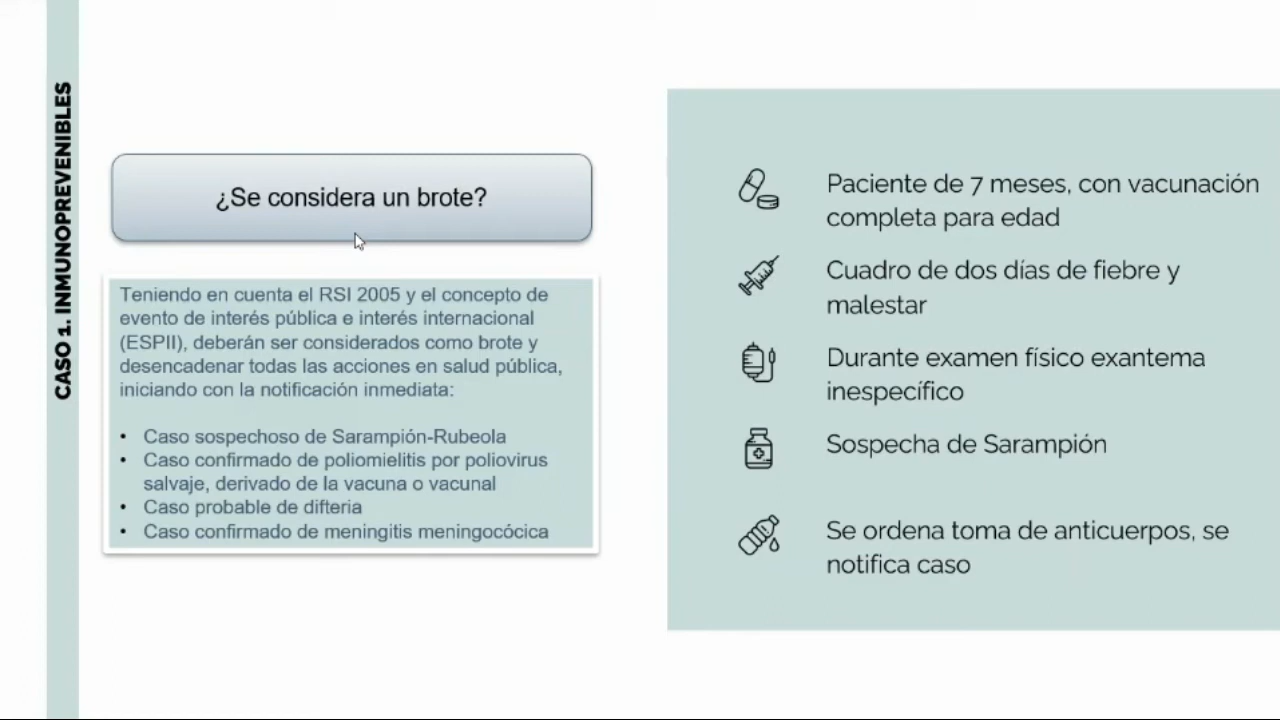 CASO 1. INMUNOPREVENIBLES
¿Se considera un brote?
Teniendo en cuenta el RSI 2005 y el concepto de
evento de interés pública e interés internacional
(ESPII), deberán ser considerados como brote y
desencadenar todas las acciones en salud pública,
iniciando con la notificación inmediata:
• Caso sospechoso de Sarampión-Rubeola
• Caso confirmado de poliomielitis por poliovirus
salvaje, derivado de la vacuna o vacunal
• Caso probable de difteria
• Caso confirmado de meningitis meningocócica
Paciente de 7 meses, con vacunación
completa para edad
Cuadro de dos días de fiebre y
malestar
Durante examen físico exantema
inespecífico
Sospecha de Sarampión
Se ordena toma de anticuerpos, se
notifica caso